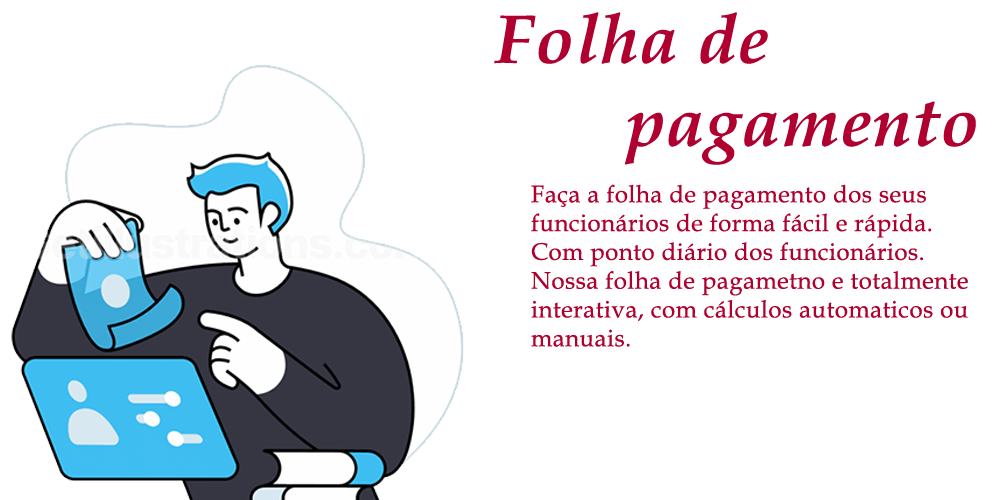 Folha de
pagamento
Faça a folha de pagamento dos seus
funcionários de forma fácil e rápida.
Com ponto diário dos funcionários.
Nossa folha de pagametno e totalmente
interativa, com cálculos automaticos ou
manuais.